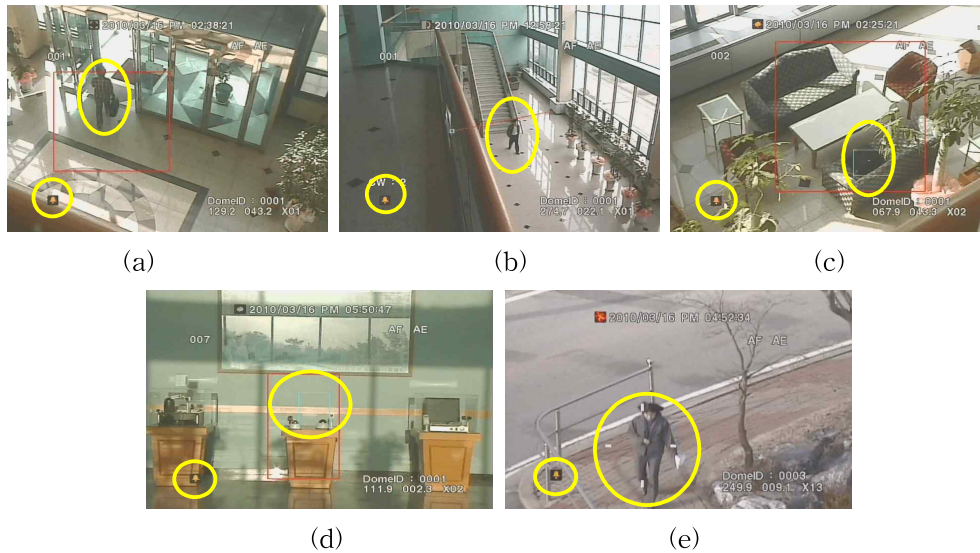 2010/03/16 PM 02:38:21
AF AE
001
DomeID : 0001
129.2 043.2 X01
(a)
2010/03/16 PM 12:58:21
AF AE
001
DomeID : 0001
274.7 022.1 X01
(b)
2010/03/16 PM 02:25:21
AF AE
002
DomeID : 0001
067.9 043.3 X02
(c)
2010/03/16 PM 05:50:47
AF AE
007
DomeID : 0001
111.9 002.3 X02
(d)
2010/03/16 PM 04:52:34
AF AE
DomeID : 0003
249.9 009.1 X13
(e)